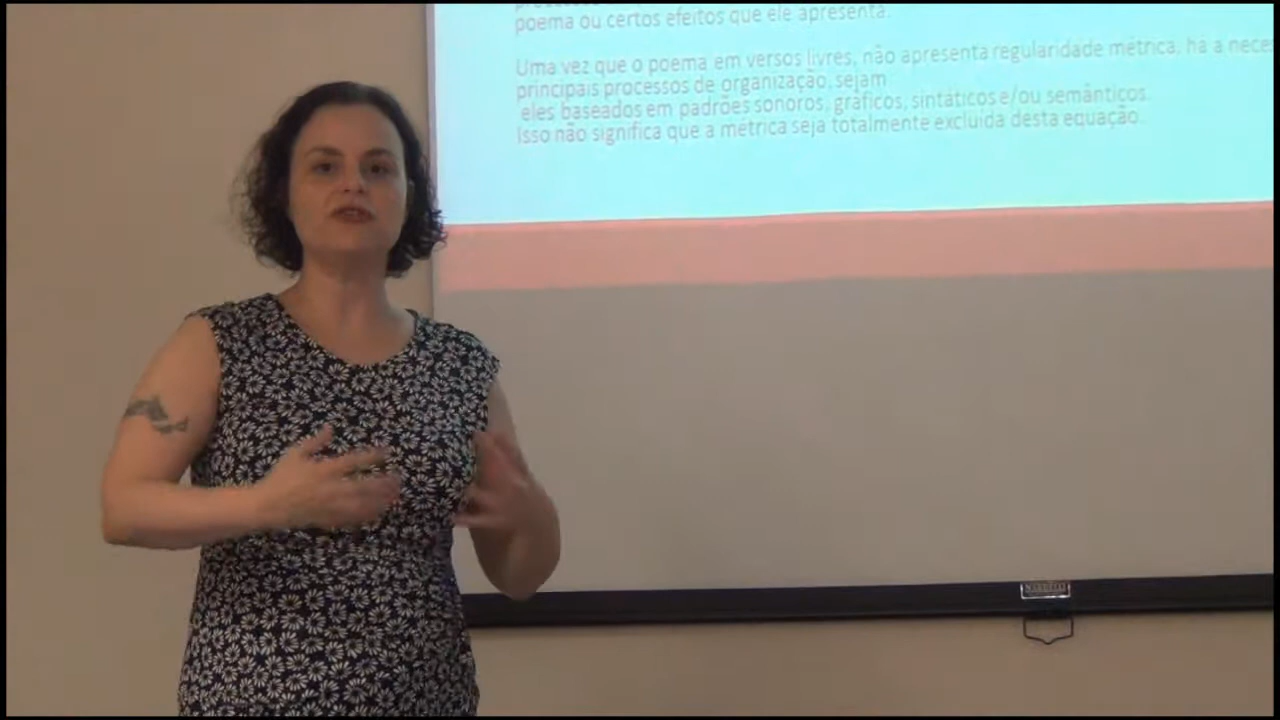 poema ou certos efeitos que ele apresenta.
Uma vez que o poema em versos livres, não apresenta regularidade métrica, há a nece
principais processos de organização, sejam
eles baseados em padrões sonoros, gráficos, sintáticos e/ou semânticos.
Isso não significa que a métrica seja totalmente excluída desta equação.